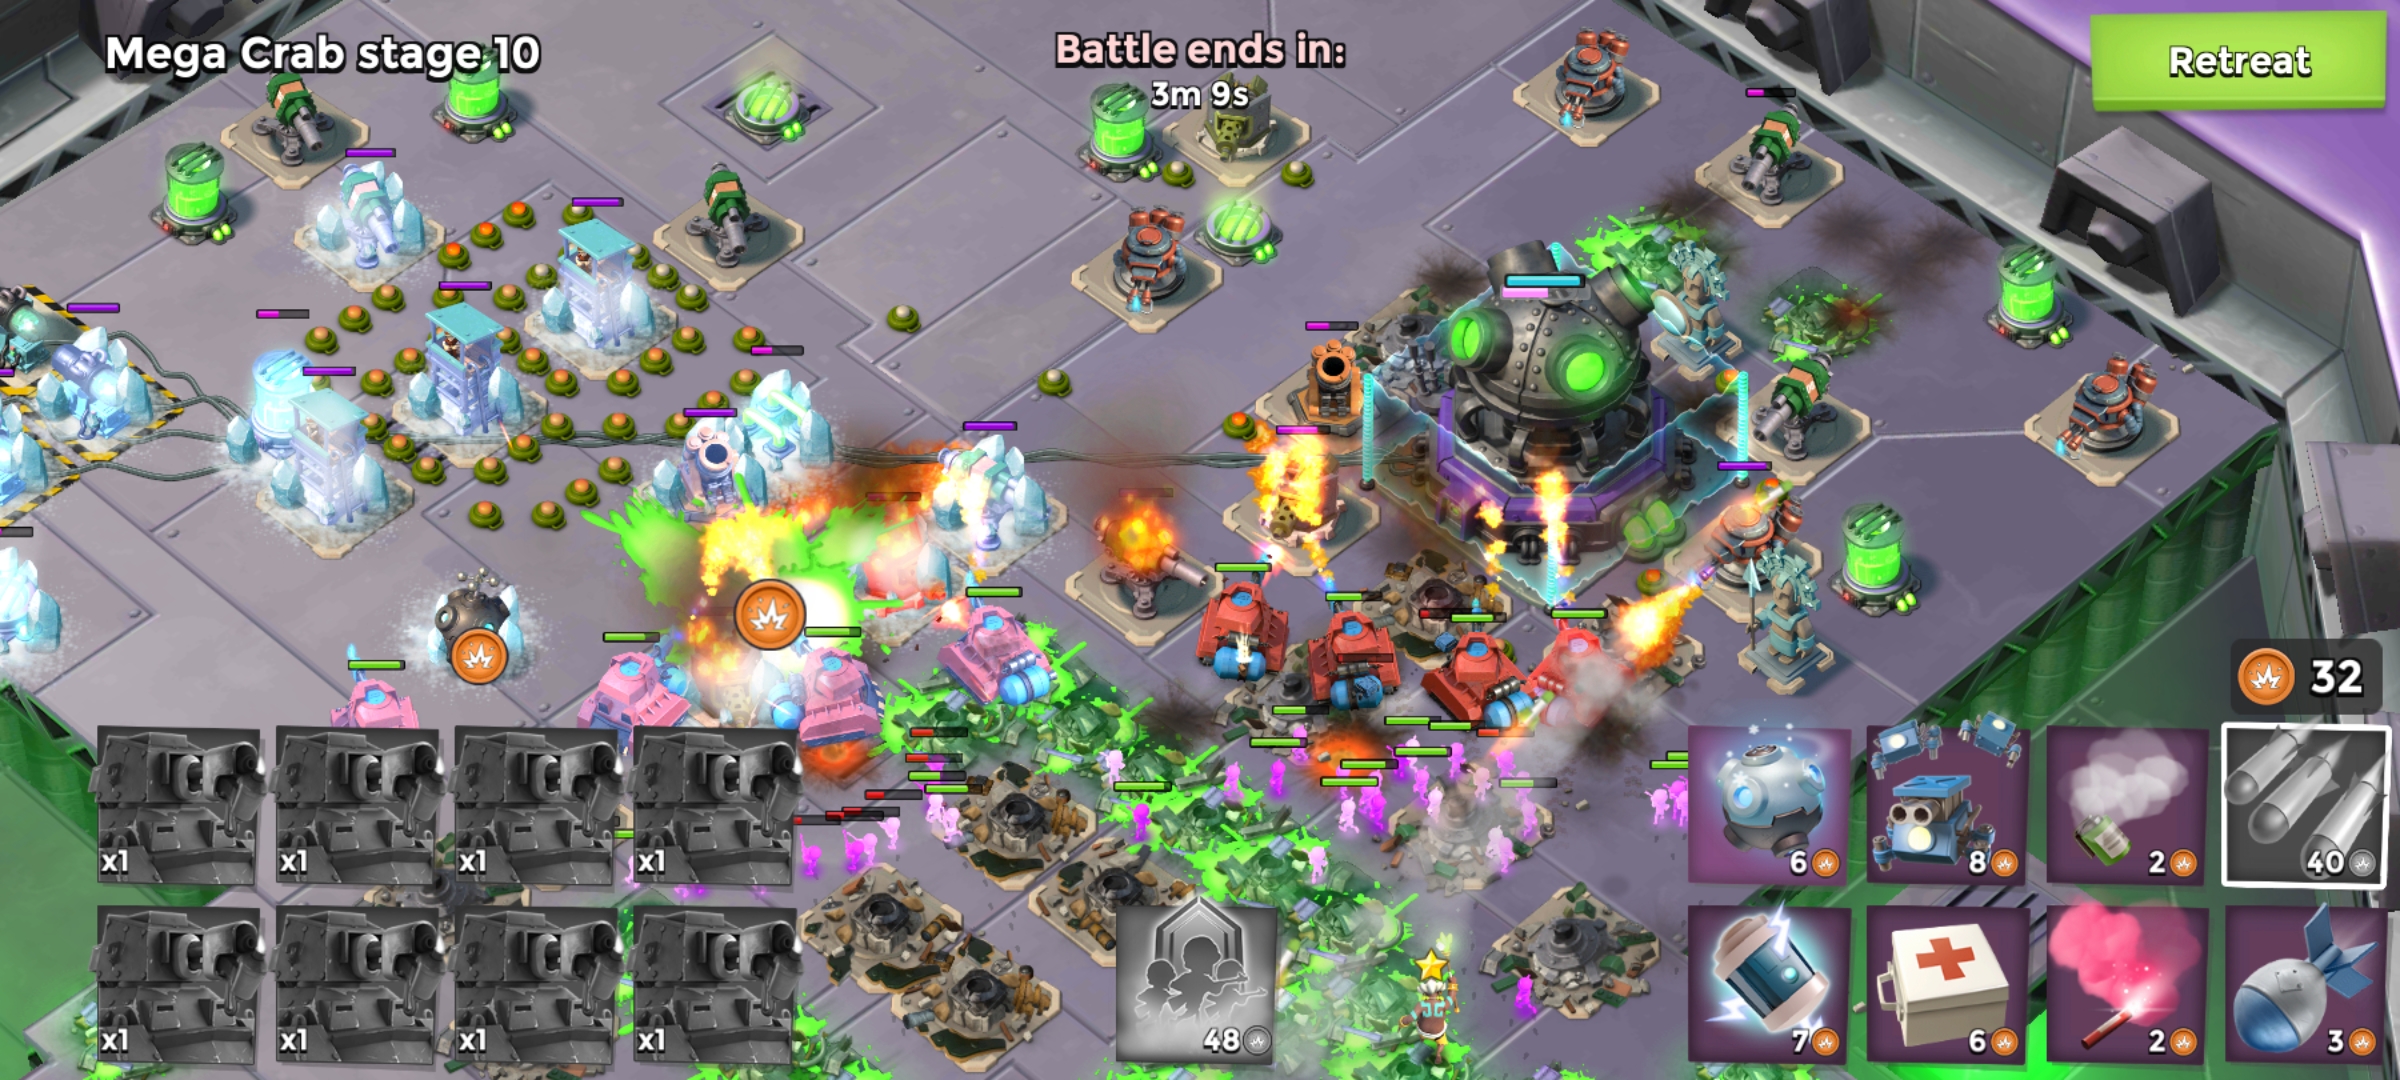 Mega Crab stage 10
Battle ends in:
3m 9s
Retreat
32
x1
x1
x1
x1
6
8
2
40
x1
x1
x1
x1
48
7
6
2
3